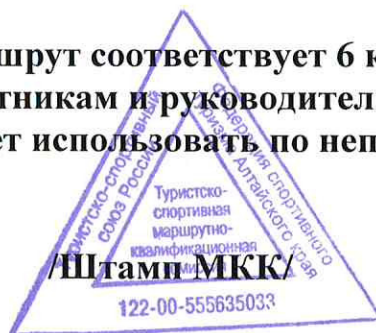 шрут соответствует 6 к
тникам и руководител
ет использовать по неп
Туристско-спортивный
союз России
Федерация спортивного
туризма Алтайского края
Туристско-
спортивная
маршрутно-
квалификационная
/Штамп МКК/
122-00-555635033